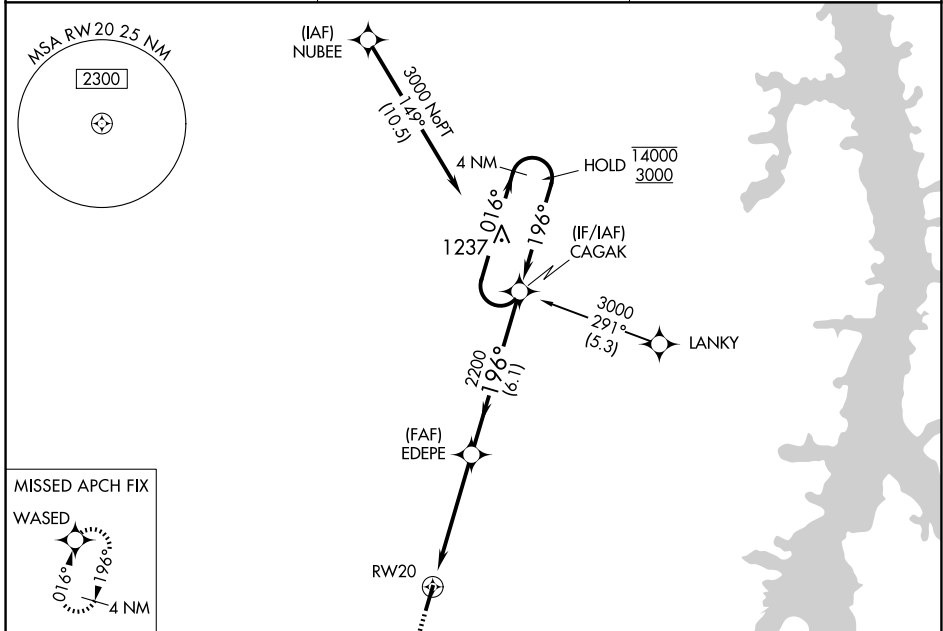 MSA RW20 25 NM
2300
(IAF)
NUBEE
3000 NoPT
149°
(10.5)
4 NM
HOLD
14000
3000
016°
196°
1237
(IF/IAF)
CAGAK
3000
291°
(5.3)
LANKY
2200
196°
(6.1)
(FAF)
EDEPE
RW20
MISSED APCH FIX
WASED
016°
196°
4 NM